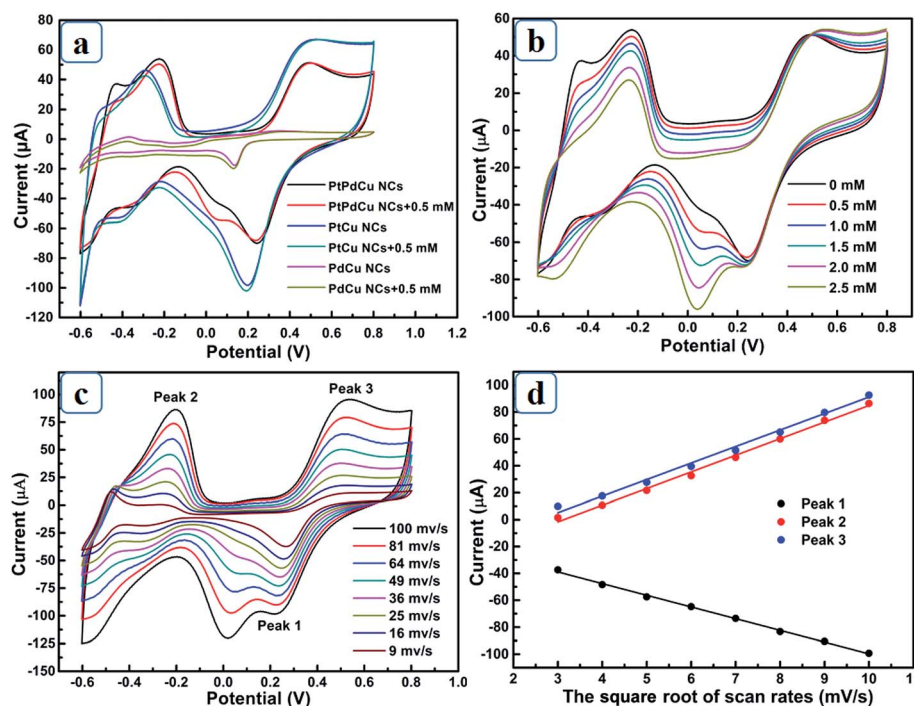 a
Current (µA)
80
60
40
20
0
-20
-40
-60
-80
-100
-120
PtPdCu NCs
PtPdCu NCs+0.5 mM
PtCu NCs
PtCu NCs+0.5 mM
PdCu NCs
PdCu NCs+0.5 mM
-0.6 -0.4 -0.2 0.0 0.2 0.4 0.6 0.8 1.0 1.2
Potential (V)
b
Current (µA)
60
40
20
0
-20
-40
-60
-80
-100
0 mM
0.5 mM
1.0 mM
1.5 mM
2.0 mM
2.5 mM
-0.6 -0.4 -0.2 0.0 0.2 0.4 0.6 0.8
Potential (V)
c
Current (µA)
100
75
50
25
0
-25
-50
-75
-100
-125
-150
Peak 2
Peak 3
Peak 1
100 mv/s
81 mv/s
64 mv/s
49 mv/s
36 mv/s
25 mv/s
16 mv/s
9 mv/s
-0.6 -0.4 -0.2 0.0 0.2 0.4 0.6 0.8 1.0
Potential (V)
d
Current (µA)
100
80
60
40
20
0
-20
-40
-60
-80
-100
Peak 1
Peak 2
Peak 3
2 3 4 5 6 7 8 9 10 1
The square root of scan rates (mV/s)